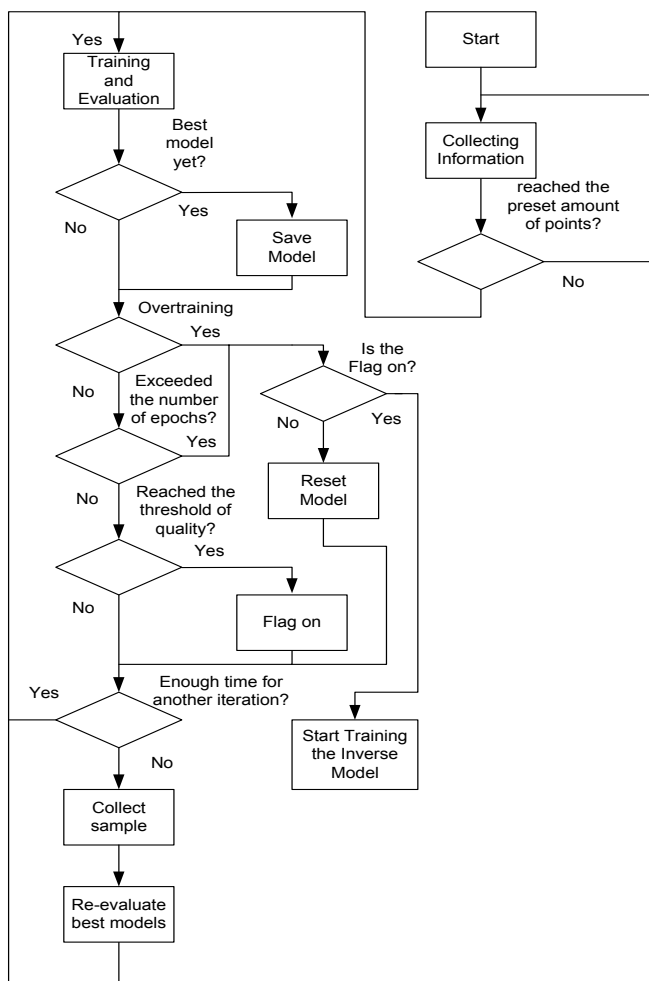 Start
Collecting
Information
reached the
preset amount
of points?
No
Yes
Training
and
Evaluation
Best
model
yet?
Yes
No
Save
Model
Overtraining
Yes
No
Is the
Flag on?
No
Yes
Exceeded
the number
of epochs?
Yes
No
Reset
Model
Reached the
threshold of
quality?
Yes
No
Flag on
Enough time for
another iteration?
Yes
No
Start Training
the Inverse
Model
Collect
sample
Re-evaluate
best models